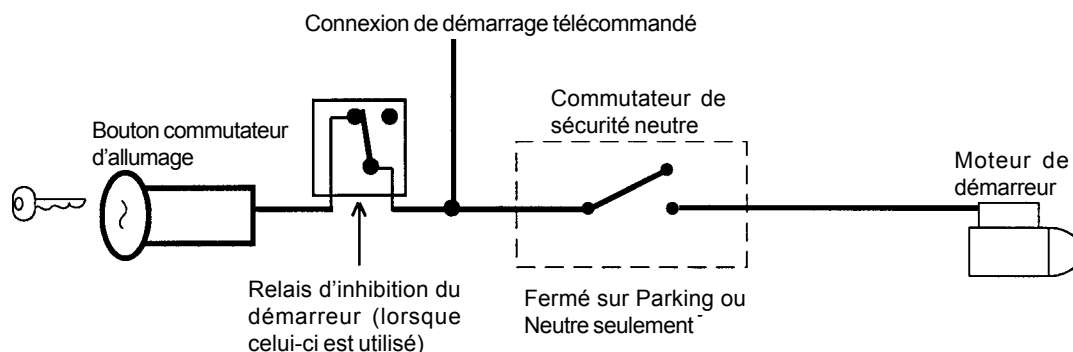 Connexion de démarrage télécommandé
Bouton commutateur
d'allumage
Commutateur de
sécurité neutre
Moteur de
démarreur
Relais d'inhibition du
démarreur (lorsque
celui-ci est utilisé)
Fermé sur Parking ou
Neutre seulement